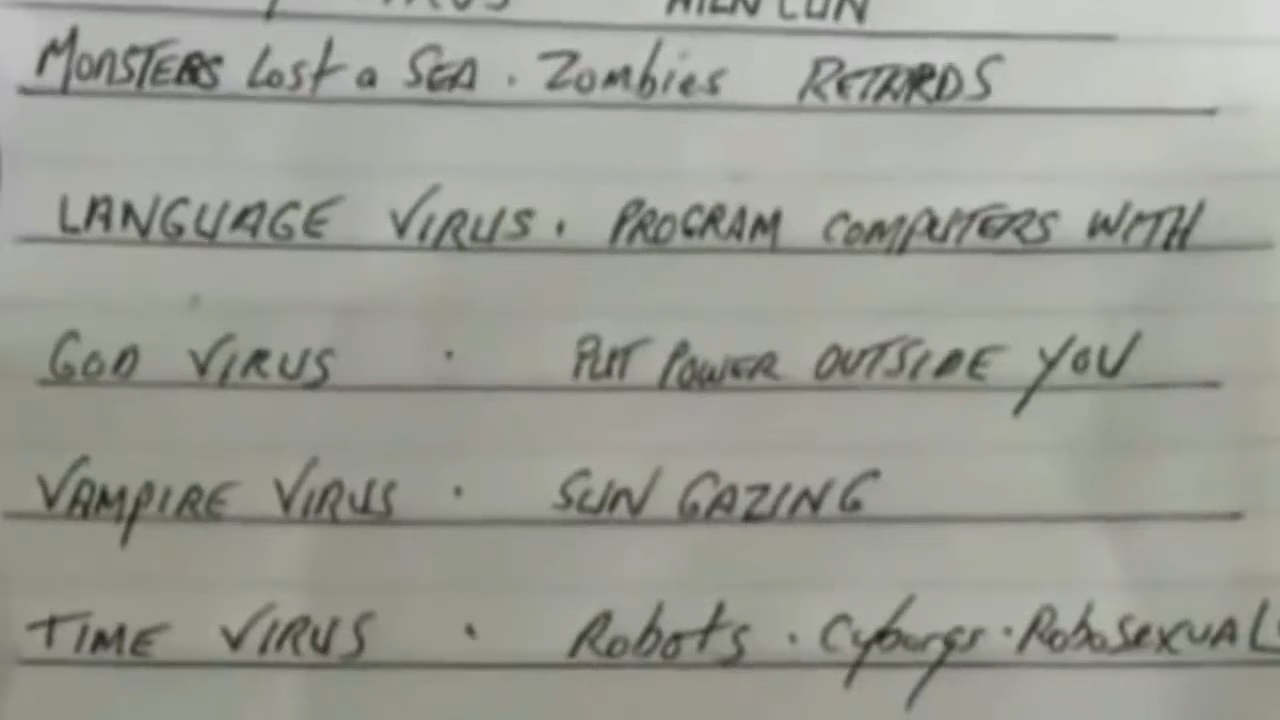 MONSTERS Lost a SEA . Zombies RETARDS
LANGUAGE VIRUS . PROGRAM COMPUTERS WITH
GOD VIRUS . PUT POWER OUTSIDE YOU
VAMPIRE VIRUS . SUN GAZING
TIME VIRUS . Robots . Cyborgs . RoboSEXUAL